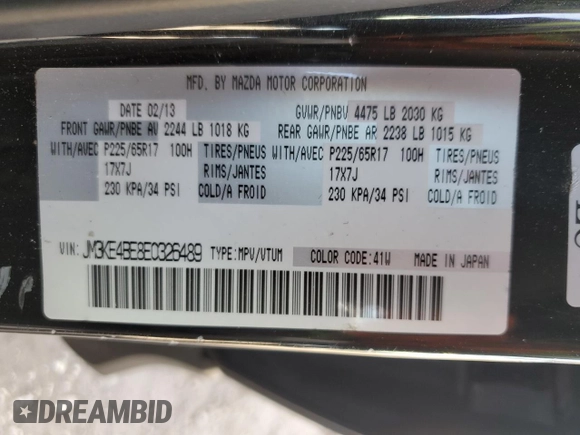 MFD. BY MAZDA MOTOR CORPORATION
DATE 02/13 GVWR/PNBV 4475 LB 2030 KG
FRONT GAWR/PNBE AV 2244 LB 1018 KG REAR GAWR/PNBE AR 2238 LB 1015 KG
WITH/AVEC P225/65R17 100H TIRES/PNEUS WITH/AVEC P225/65R17 100H TIRES/PNEUS
17X7J RIMS/JANTES 17X7J RIMS/JANTES
230 KPA/34 PSI COLD/A FROID 230 KPA/34 PSI COLD/A FROID
VIN: JM3KE4BE8E0326489 TYPE:MPV/VTUM COLOR CODE:41W MADE IN JAPAN
DREAMBID